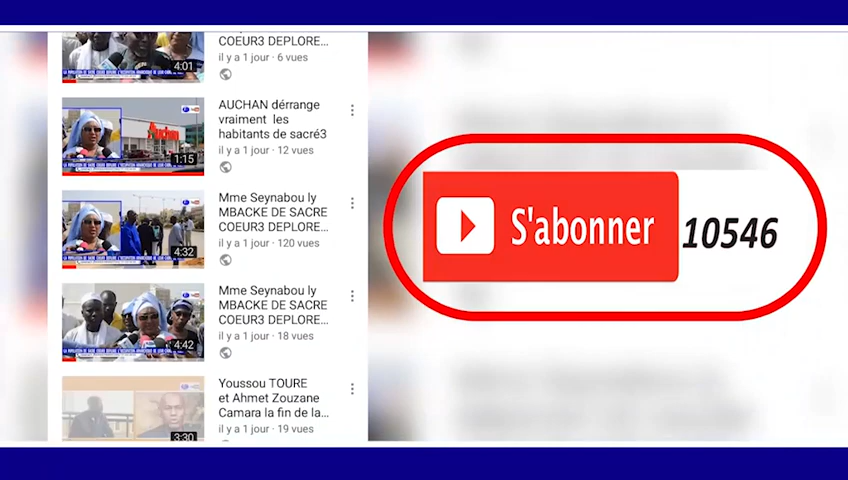 COEUR3 DEPLORE...
il y a 1 jour · 6 vues
4:01
AUCHAN dérrange
vraiment les
habitants de sacré3
il y a 1 jour · 12 vues
Auchan
1:15
Mme Seynabou ly
MBACKE DE SACRE
COEUR3 DEPLORE...
il y a 1 jour · 120 vues
4:32
Mme Seynabou ly
MBACKE DE SACRE
COEUR3 DEPLORE...
il y a 1 jour · 18 vues
4:42
Youssou TOURE
et Ahmet Zouzane
Camara la fin de la...
il y a 1 jour · 19 vues
3:30
S'abonner
10546